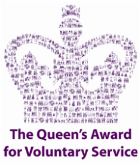 The Queen's Award
for Voluntary Service